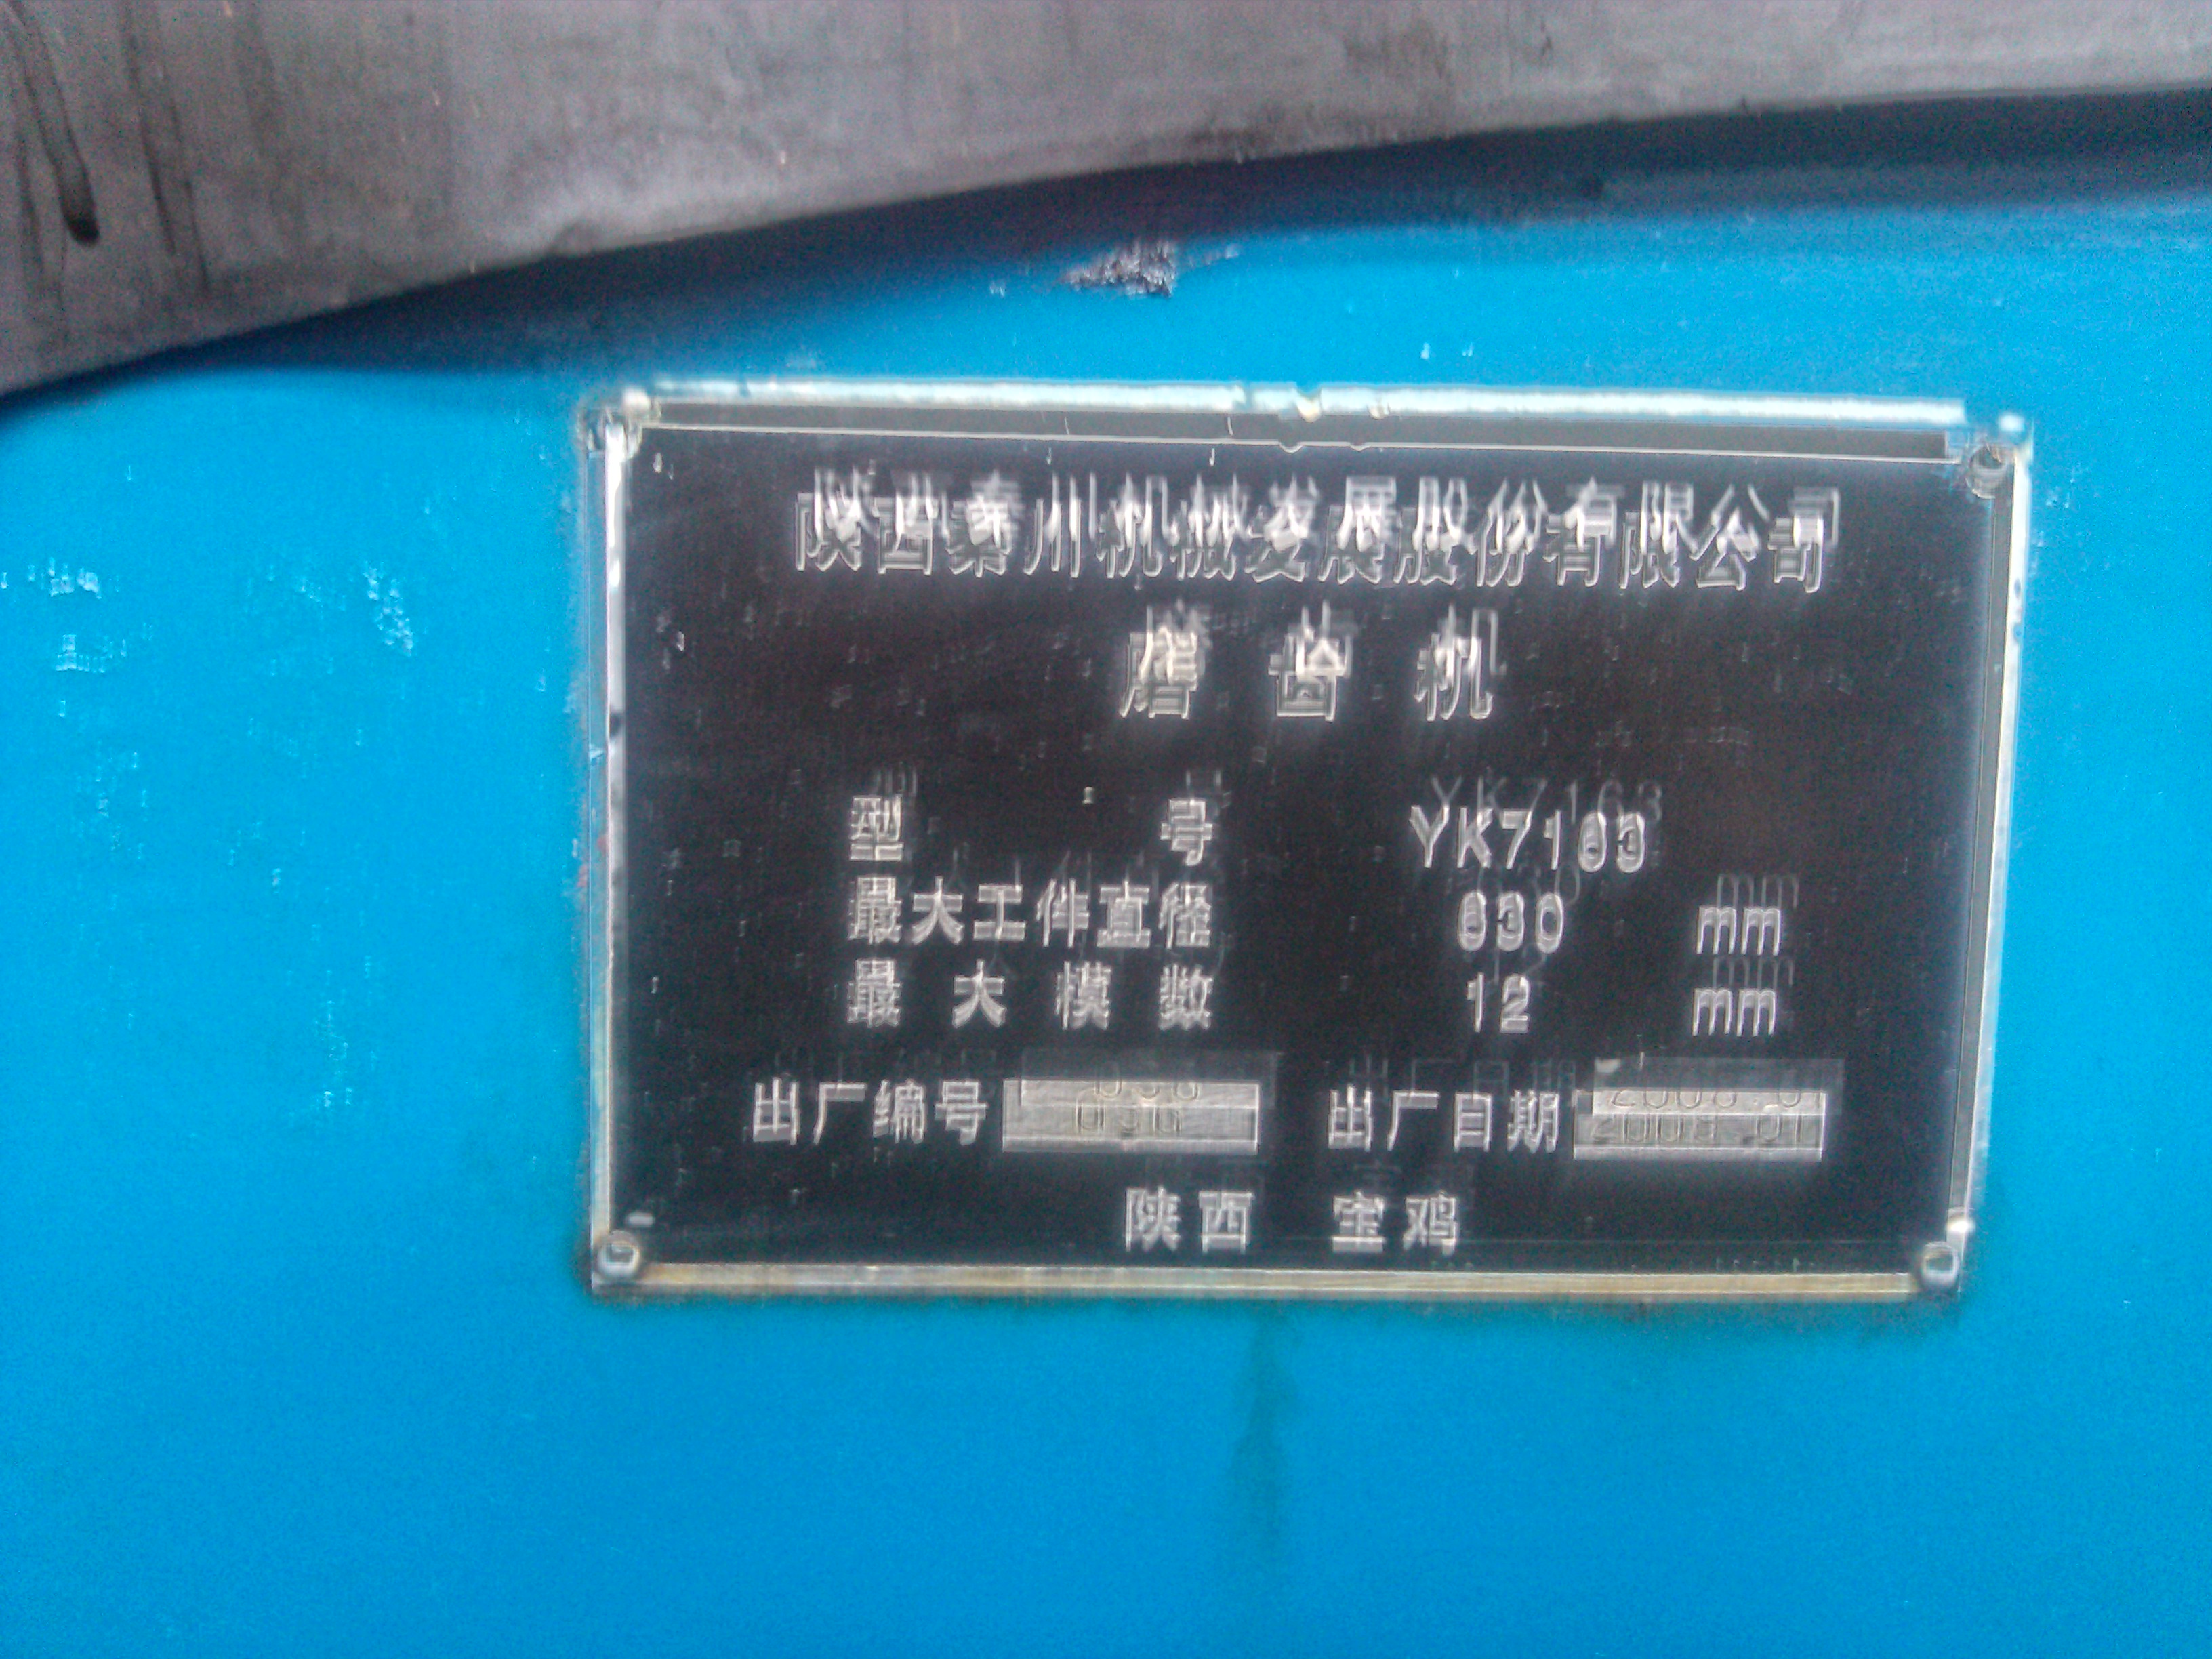 陕西秦川机械发展股份有限公司
磨齿机
型号 YK7163
最大工件直径 630 mm
最大模数 12 mm
出厂编号 出厂日期
陕西 宝鸡